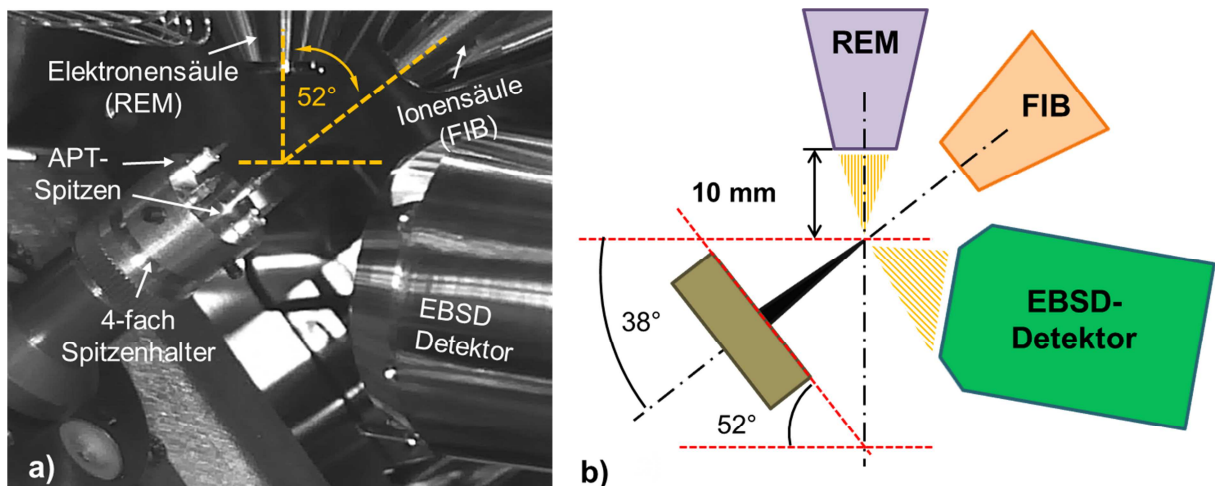 Elektronensäule
(REM)
52°
Ionensäule
(FIB)
APT-
Spitzen
4-fach
Spitzenhalter
EBSD
Detektor
a)
REM
FIB
10 mm
38°
52°
EBSD-
Detektor
b)